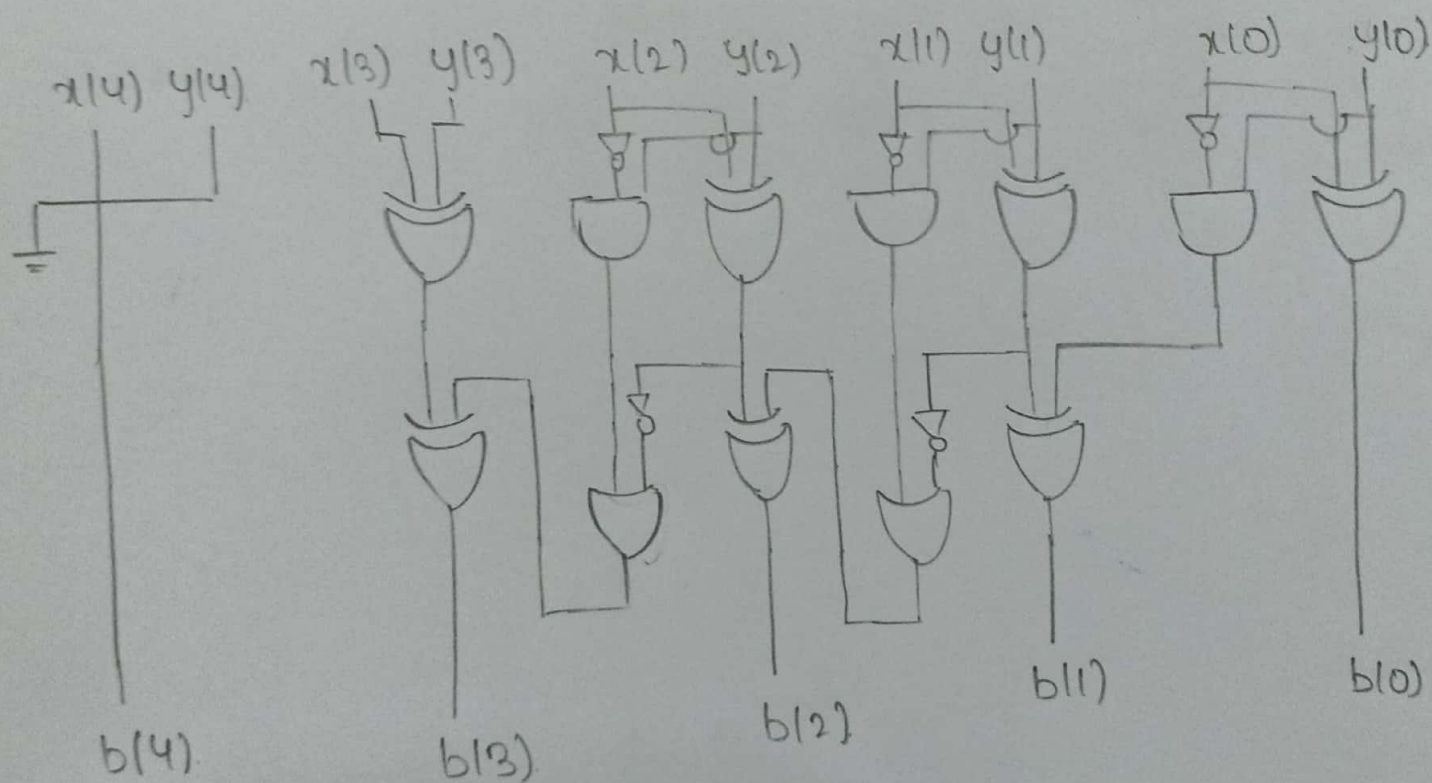 x(4) y(4) x(3) y(3) x(2) y(2) x(1) y(1) x(0) y(0)
b(4) b(3) b(2) b(1) b(0)